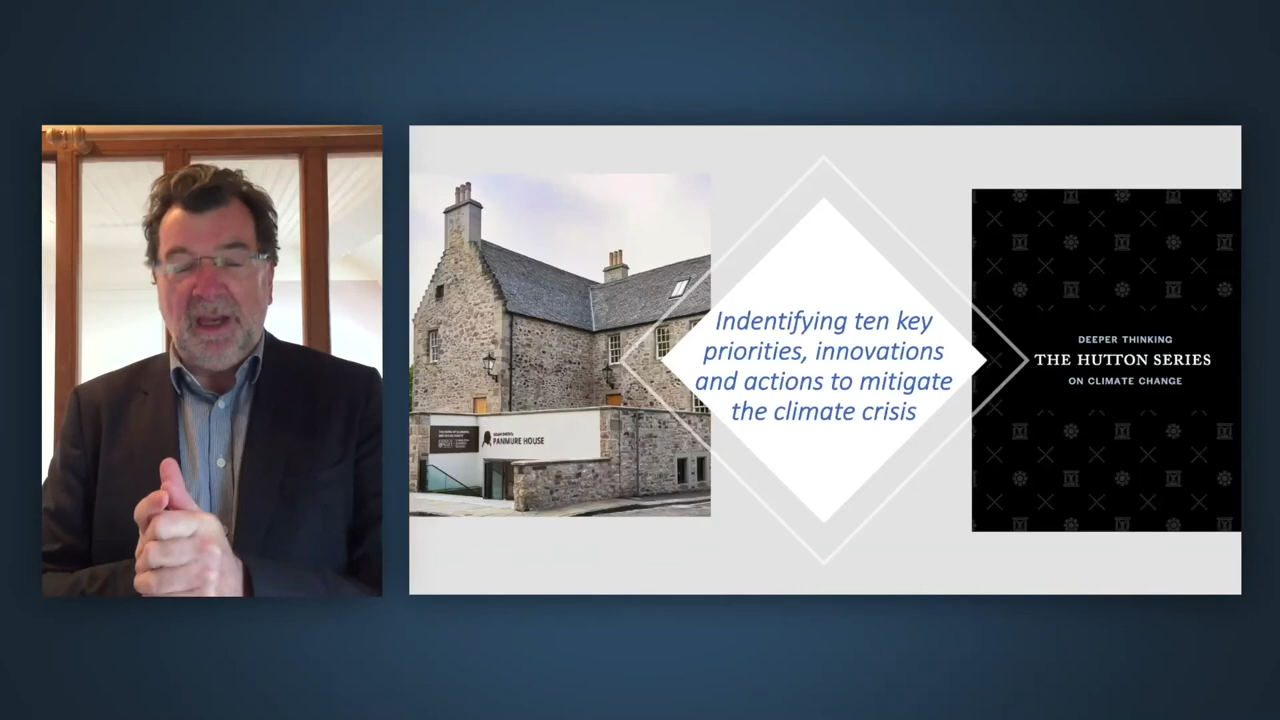 Indentifying ten key
priorities, innovations
and actions to mitigate
the climate crisis
PANMURE HOUSE
DEEPER THINKING
THE HUTTON SERIES
ON CLIMATE CHANGE